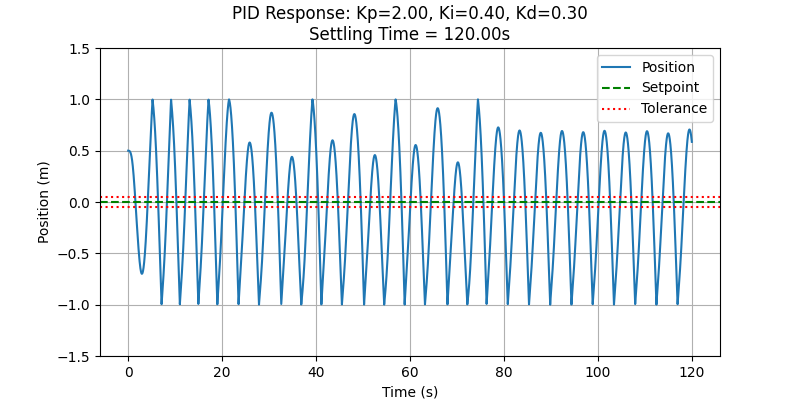 PID Response: Kp=2.00, Ki=0.40, Kd=0.30
Settling Time = 120.00s
Position (m)
1.5
1.0
0.5
0.0
−0.5
−1.0
−1.5
Position
Setpoint
Tolerance
0 20 40 60 80 100 120
Time (s)